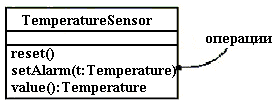 TemperatureSensor
операции
reset()
setAlarm(t:Temperature)
value():Temperature